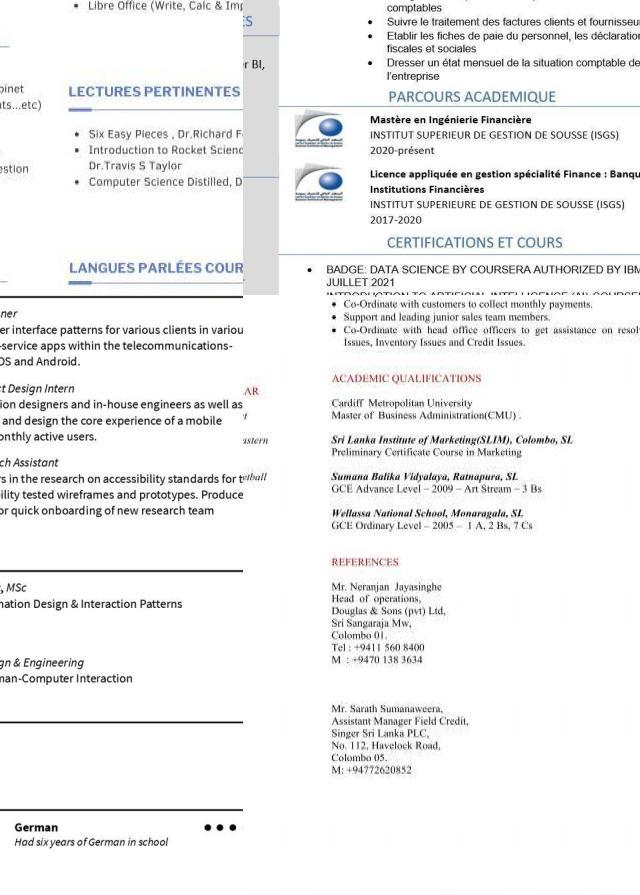 Libre Office (Write, Calc & Imp
ES
r BI,
binet
nts...etc)
estion
LECTURES PERTINENTES
Six Easy Pieces , Dr.Richard F
Introduction to Rocket Scienc
Dr.Travis S Taylor
Computer Science Distilled, D
LANGUES PARLÉES COUR
comptables
Suivre le traitement des factures clients et fournisseu
Etablir les fiches de paie du personnel, les déclaration
fiscales et sociales
Dresser un état mensuel de la situation comptable de
l'entreprise
PARCOURS ACADEMIQUE
Mastère en Ingénierie Financière
INSTITUT SUPERIEUR DE GESTION DE SOUSSE (ISGS)
2020-présent
Licence appliquée en gestion spécialité Finance : Banqu
Institutions Financières
INSTITUT SUPERIEURE DE GESTION DE SOUSSE (ISGS)
2017-2020
CERTIFICATIONS ET COURS
BADGE: DATA SCIENCE BY COURSERA AUTHORIZED BY IBM
JUILLET 2021
INTRODUCTION TO ARTIFICIAL INTELLIGENCE (AI) COURSER
ner
er interface patterns for various clients in variou
-service apps within the telecommunications-
OS and Android.
ct Design Intern
ion designers and in-house engineers as well as
and design the core experience of a mobile
onthly active users.
ch Assistant
rs in the research on accessibility standards for t
ility tested wireframes and prototypes. Produce
or quick onboarding of new research team
, MSc
nation Design & Interaction Patterns
gn & Engineering
man-Computer Interaction
German
Had six years of German in school
AR
t
astern
etball
Co-Ordinate with customers to collect monthly payments.
Support and leading junior sales team members.
Co-Ordinate with head office officers to get assistance on resol
Issues, Inventory Issues and Credit Issues.
ACADEMIC QUALIFICATIONS
Cardiff Metropolitan University
Master of Business Administration(CMU) .
Sri Lanka Institute of Marketing(SLIM), Colombo, SL
Preliminary Certificate Course in Marketing
Sumana Balika Vidyalaya, Ratnapura, SL
GCE Advance Level – 2009 – Art Stream – 3 Bs
Wellassa National School, Monaragala, SL
GCE Ordinary Level – 2005 – 1 A, 2 Bs, 7 Cs
REFERENCES
Mr. Neranjan Jayasinghe
Head of operations,
Douglas & Sons (pvt) Ltd,
Sri Sangaraja Mw,
Colombo 01.
Tel : +9411 560 8400
M : +9470 138 3634
Mr. Sarath Sumanaweera,
Assistant Manager Field Credit,
Singer Sri Lanka PLC,
No. 112, Havelock Road,
Colombo 05.
M: +94772620852